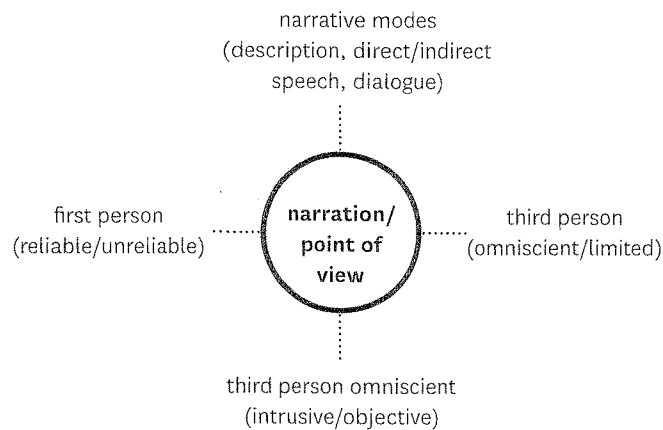 narrative modes
(description, direct/indirect
speech, dialogue)
first person
(reliable/unreliable)
narration/
point of
view
third person
(omniscient/limited)
third person omniscient
(intrusive/objective)